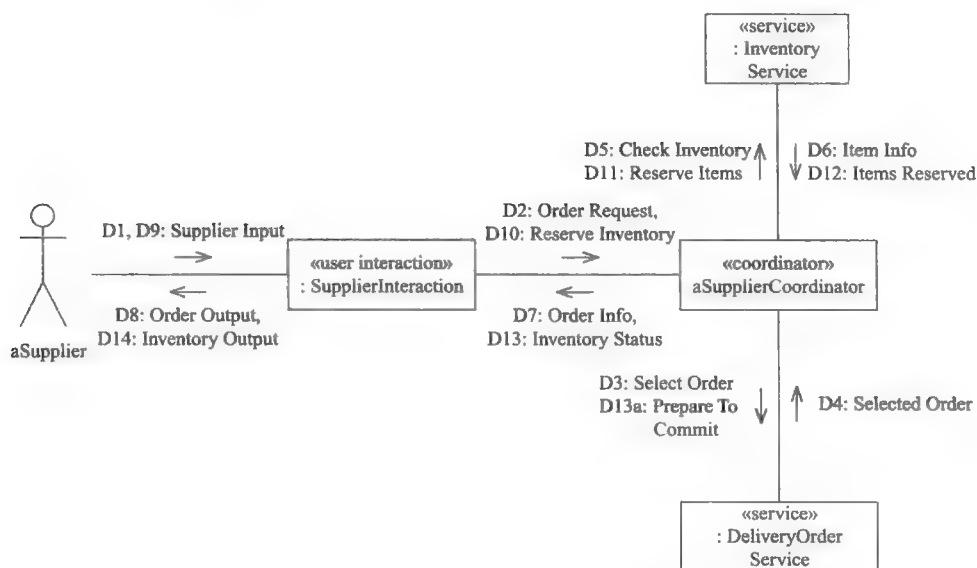 «service»
: Inventory
Service
D5: Check Inventory
D11: Reserve Items
D6: Item Info
D12: Items Reserved
D1, D9: Supplier Input
D2: Order Request,
D10: Reserve Inventory
«user interaction»
: SupplierInteraction
«coordinator»
aSupplierCoordinator
D8: Order Output,
D14: Inventory Output
D7: Order Info,
D13: Inventory Status
aSupplier
D3: Select Order
D13a: Prepare To
Commit
D4: Selected Order
«service»
: DeliveryOrder
Service